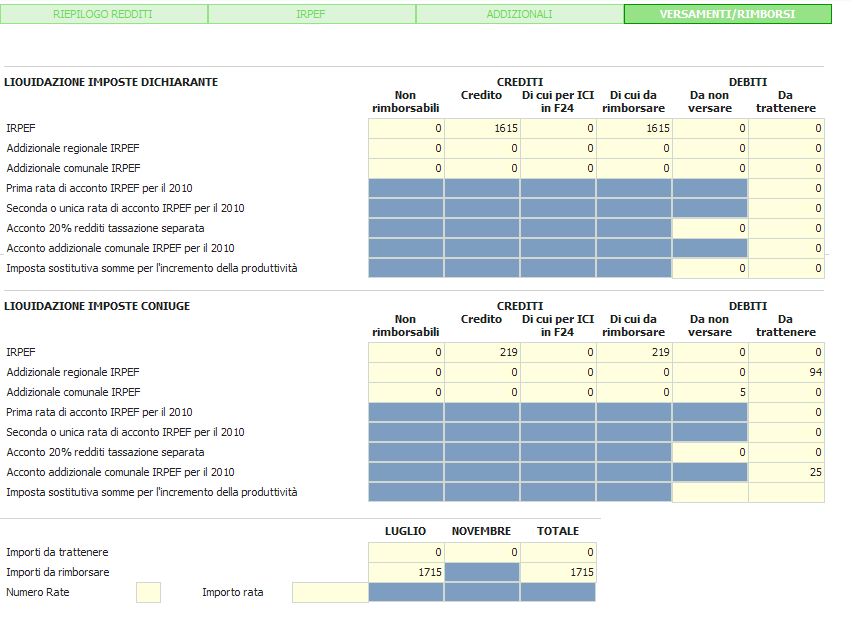 RIEPILOGO REDDITI IRPEF ADDIZIONALI VERSAMENTI/RIMBORSI
LIQUIDAZIONE IMPOSTE DICHIARANTE CREDITI DEBITI
Non Credito Di cui per ICI Di cui da Da non Da
rimborsabili in F24 rimborsare versare trattenere
IRPEF 0 1615 0 1615 0 0
Addizionale regionale IRPEF 0 0 0 0 0 0
Addizionale comunale IRPEF 0 0 0 0 0 0
Prima rata di acconto IRPEF per il 2010 0
Seconda o unica rata di acconto IRPEF per il 2010 0
Acconto 20% redditi tassazione separata 0 0
Acconto addizionale comunale IRPEF per il 2010 0
Imposta sostitutiva somme per l'incremento della produttività 0 0
LIQUIDAZIONE IMPOSTE CONIUGE CREDITI DEBITI
Non Credito Di cui per ICI Di cui da Da non Da
rimborsabili in F24 rimborsare versare trattenere
IRPEF 0 219 0 219 0 0
Addizionale regionale IRPEF 0 0 0 0 0 94
Addizionale comunale IRPEF 0 0 0 0 5 0
Prima rata di acconto IRPEF per il 2010 0
Seconda o unica rata di acconto IRPEF per il 2010 0
Acconto 20% redditi tassazione separata 0 0
Acconto addizionale comunale IRPEF per il 2010 25
Imposta sostitutiva somme per l'incremento della produttività
LUGLIO NOVEMBRE TOTALE
Importi da trattenere 0 0 0
Importi da rimborsare 1715 1715
Numero Rate Importo rata